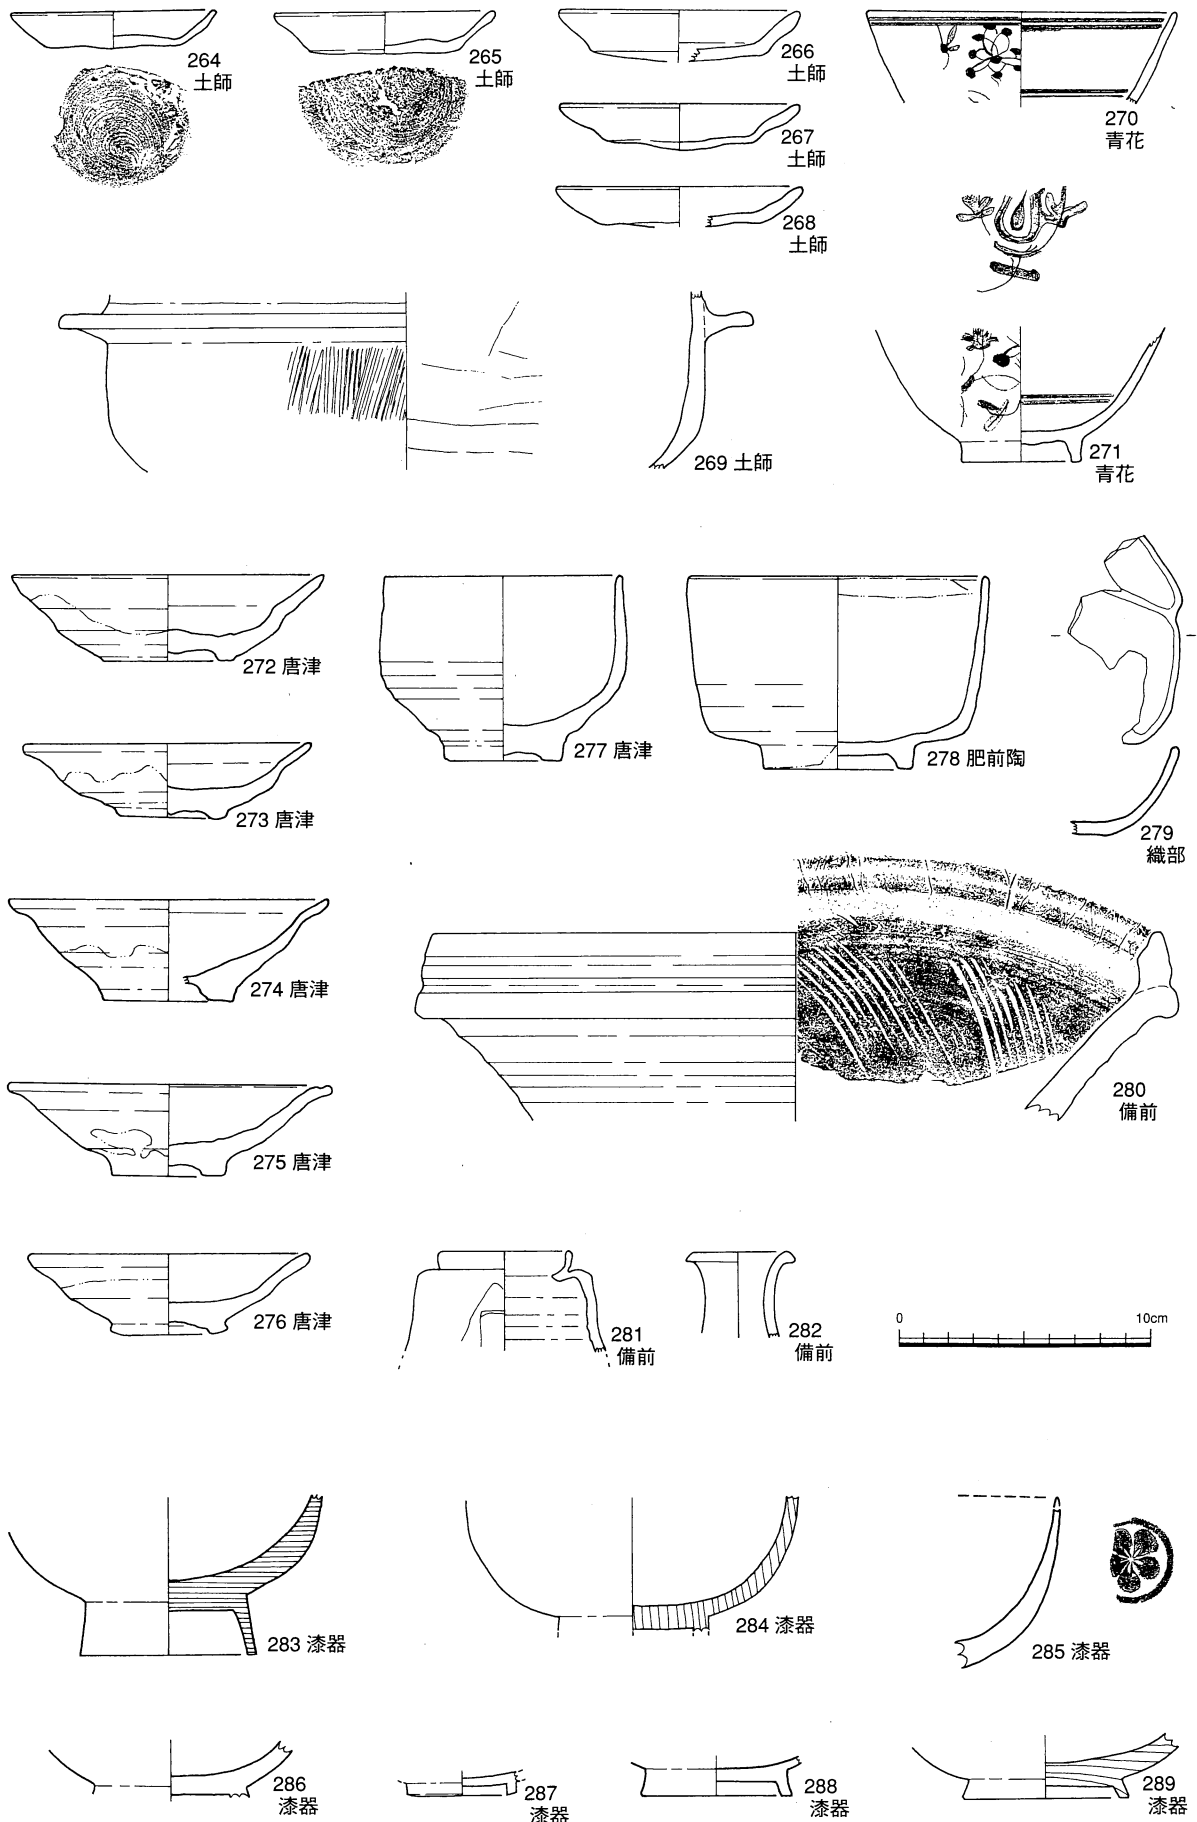 264
土師
265
土師
266
土師
267
土師
268
土師
269 土師
270
青花
271
青花
272 唐津
273 唐津
274 唐津
275 唐津
276 唐津
277 唐津
278 肥前陶
279
織部
280
備前
281
備前
282
備前
0 10cm
283 漆器
284 漆器
285 漆器
286
漆器
287
漆器
288
漆器
289
漆器